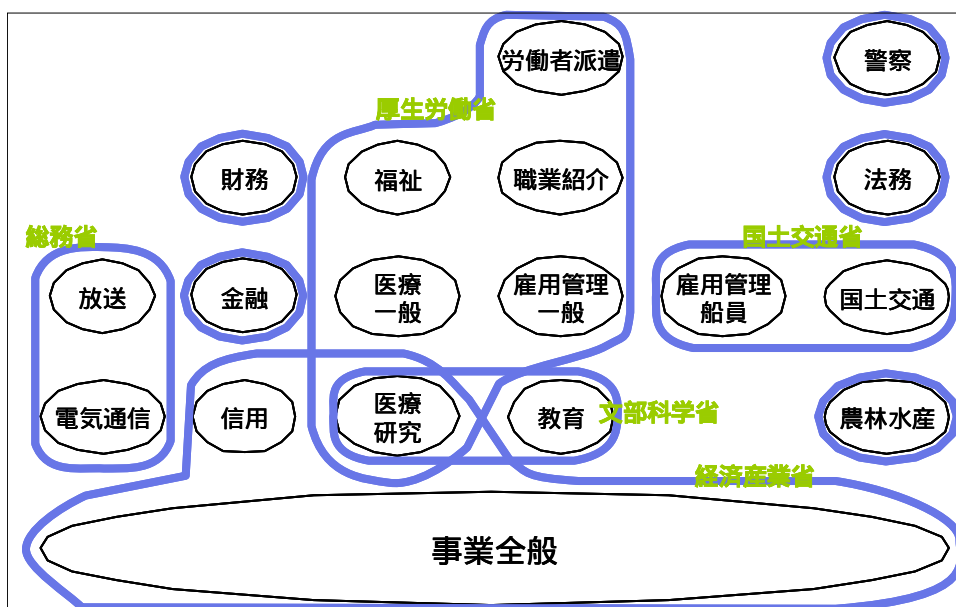 労働者派遣
警察
厚生労働省
財務
福祉
職業紹介
法務
総務省
国土交通省
放送
金融
医療
一般
雇用管理
一般
雇用管理
船員
国土交通
電気通信
信用
医療
研究
教育
文部科学省
農林水産
経済産業省
事業全般